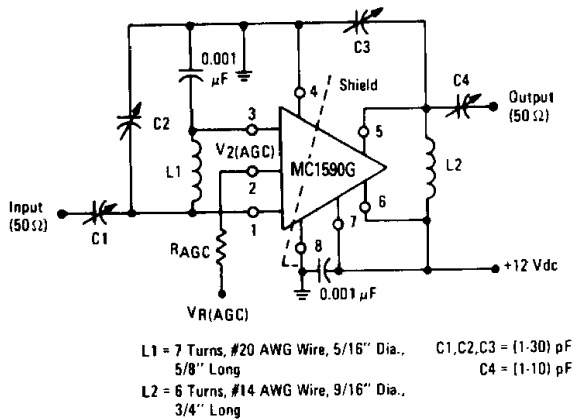 C3
0.001
µF
4
Shield
C4
Output
(50 Ω)
C2
3
5
V2(AGC)
L1
MC1590G
L2
2
6
Input
(50Ω)
C1
1
7
RAGC
8
+12 Vdc
0.001 µF
VR(AGC)
L1 = 7 Turns, #20 AWG Wire, 5/16" Dia.,
5/8" Long
L2 = 6 Turns, #14 AWG Wire, 9/16" Dia.,
3/4" Long
C1,C2,C3 = (1-30) pF
C4 = (1-10) pF